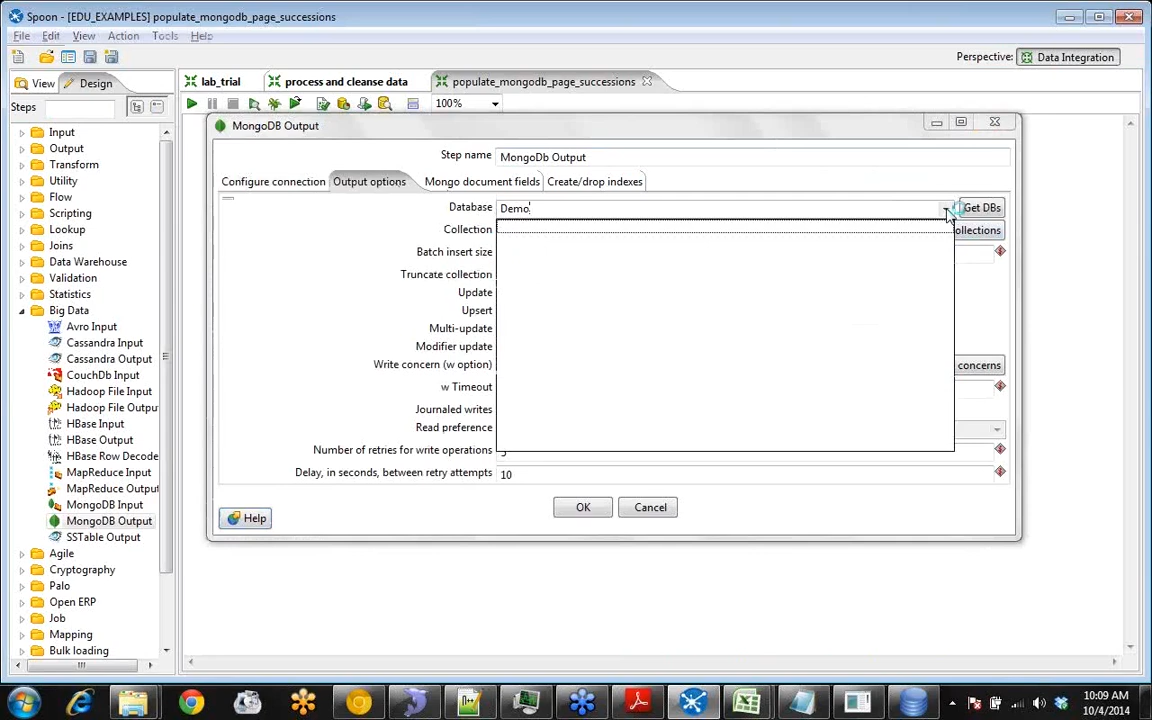 Spoon - [EDU_EXAMPLES] populate_mongodb_page_successions
File Edit View Action Tools Help
Perspective: Data Integration
View Design
lab_trial process and cleanse data populate_mongodb_page_successions
Steps
100%
Input
Output
Transform
Utility
Flow
Scripting
Lookup
Joins
Data Warehouse
Validation
Statistics
Big Data
Avro Input
Cassandra Input
Cassandra Output
CouchDb Input
Hadoop File Input
Hadoop File Output
HBase Input
HBase Output
HBase Row Decode
MapReduce Input
MapReduce Output
MongoDB Input
MongoDB Output
SSTable Output
Agile
Cryptography
Palo
Open ERP
Job
Mapping
Bulk loading
MongoDB Output
Step name MongoDb Output
Configure connection Output options Mongo document fields Create/drop indexes
Database Demo Get DBs
Collection ollections
Batch insert size
Truncate collection
Update
Upsert
Multi-update
Modifier update
Write concern (w option) concerns
w Timeout
Journaled writes
Read preference
Number of retries for write operations
Delay, in seconds, between retry attempts 10
OK Cancel
Help
10:09 AM
10/4/2014